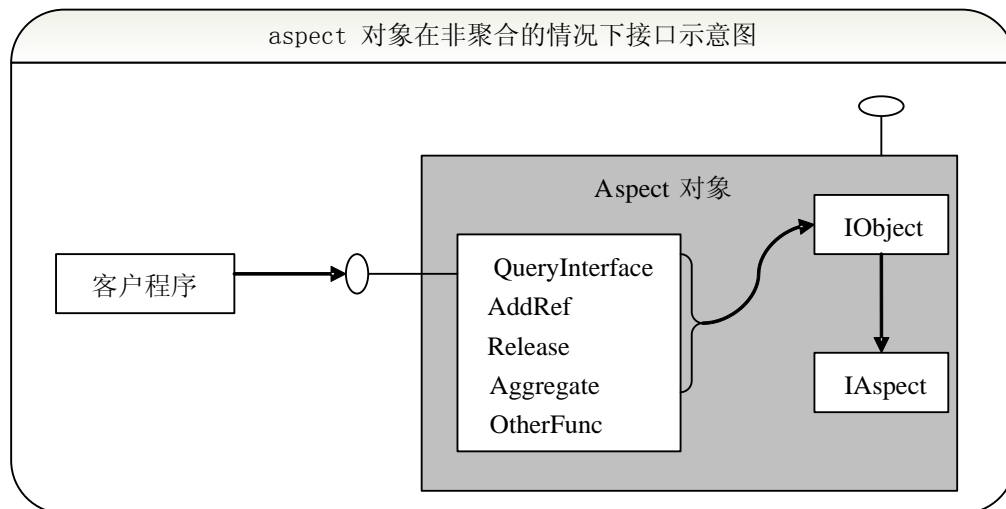 aspect 对象在非聚合的情况下接口示意图
Aspect 对象
客户程序
QueryInterface
AddRef
Release
Aggregate
OtherFunc
IObject
IAspect